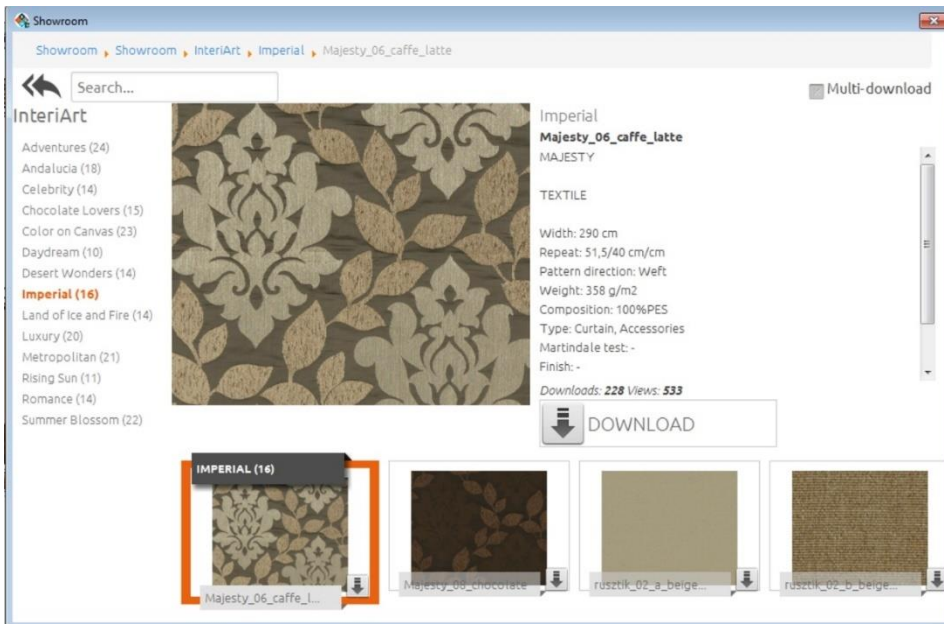 Showroom
Showroom Showroom InteriArt Imperial Majesty_06_caffe_latte
Search...
Multi-download
InteriArt
Adventures (24)
Andalucia (18)
Celebrity (14)
Chocolate Lovers (15)
Color on Canvas (23)
Daydream (10)
Desert Wonders (14)
Imperial (16)
Land of Ice and Fire (14)
Luxury (20)
Metropolitan (21)
Rising Sun (11)
Romance (14)
Summer Blossom (22)
Imperial
Majesty_06_caffe_latte
MAJESTY
TEXTILE
Width: 290 cm
Repeat: 51,5/40 cm/cm
Pattern direction: Weft
Weight: 358 g/m2
Composition: 100%PES
Type: Curtain, Accessories
Martindale test: -
Finish: -
Downloads: 228 Views: 533
DOWNLOAD
IMPERIAL (16)
Majesty_06_caffe_l...
Majesty_08_chocolate
rusztik_02_a_beige...
rusztik_02_b_beige...